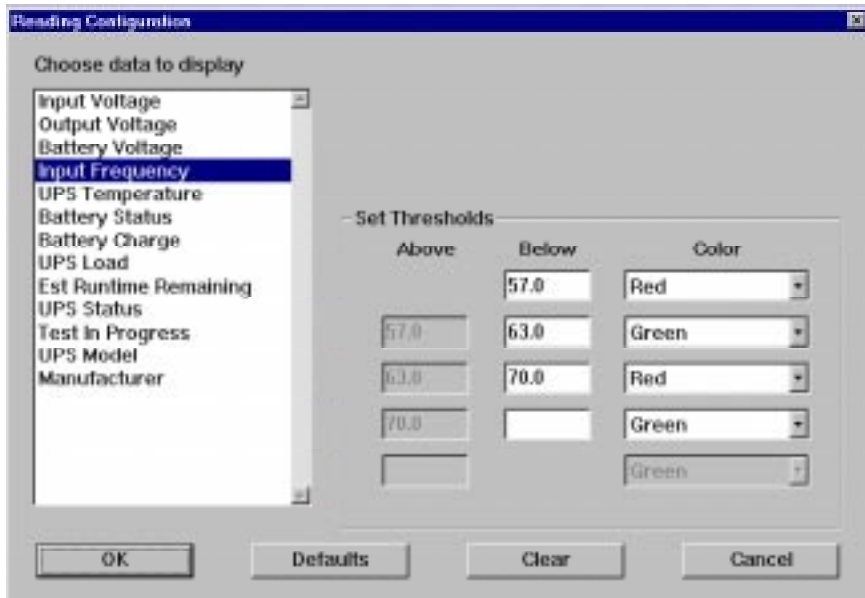 Reading Configuration
Choose data to display
Input Voltage
Output Voltage
Battery Voltage
Input Frequency
UPS Temperature
Battery Status
Battery Charge
UPS Load
Est Runtime Remaining
UPS Status
Test In Progress
UPS Model
Manufacturer
Set Thresholds
Above Below Color
57.0 Red
57.0 63.0 Green
63.0 70.0 Red
70.0 Green
Green
OK Defaults Clear Cancel